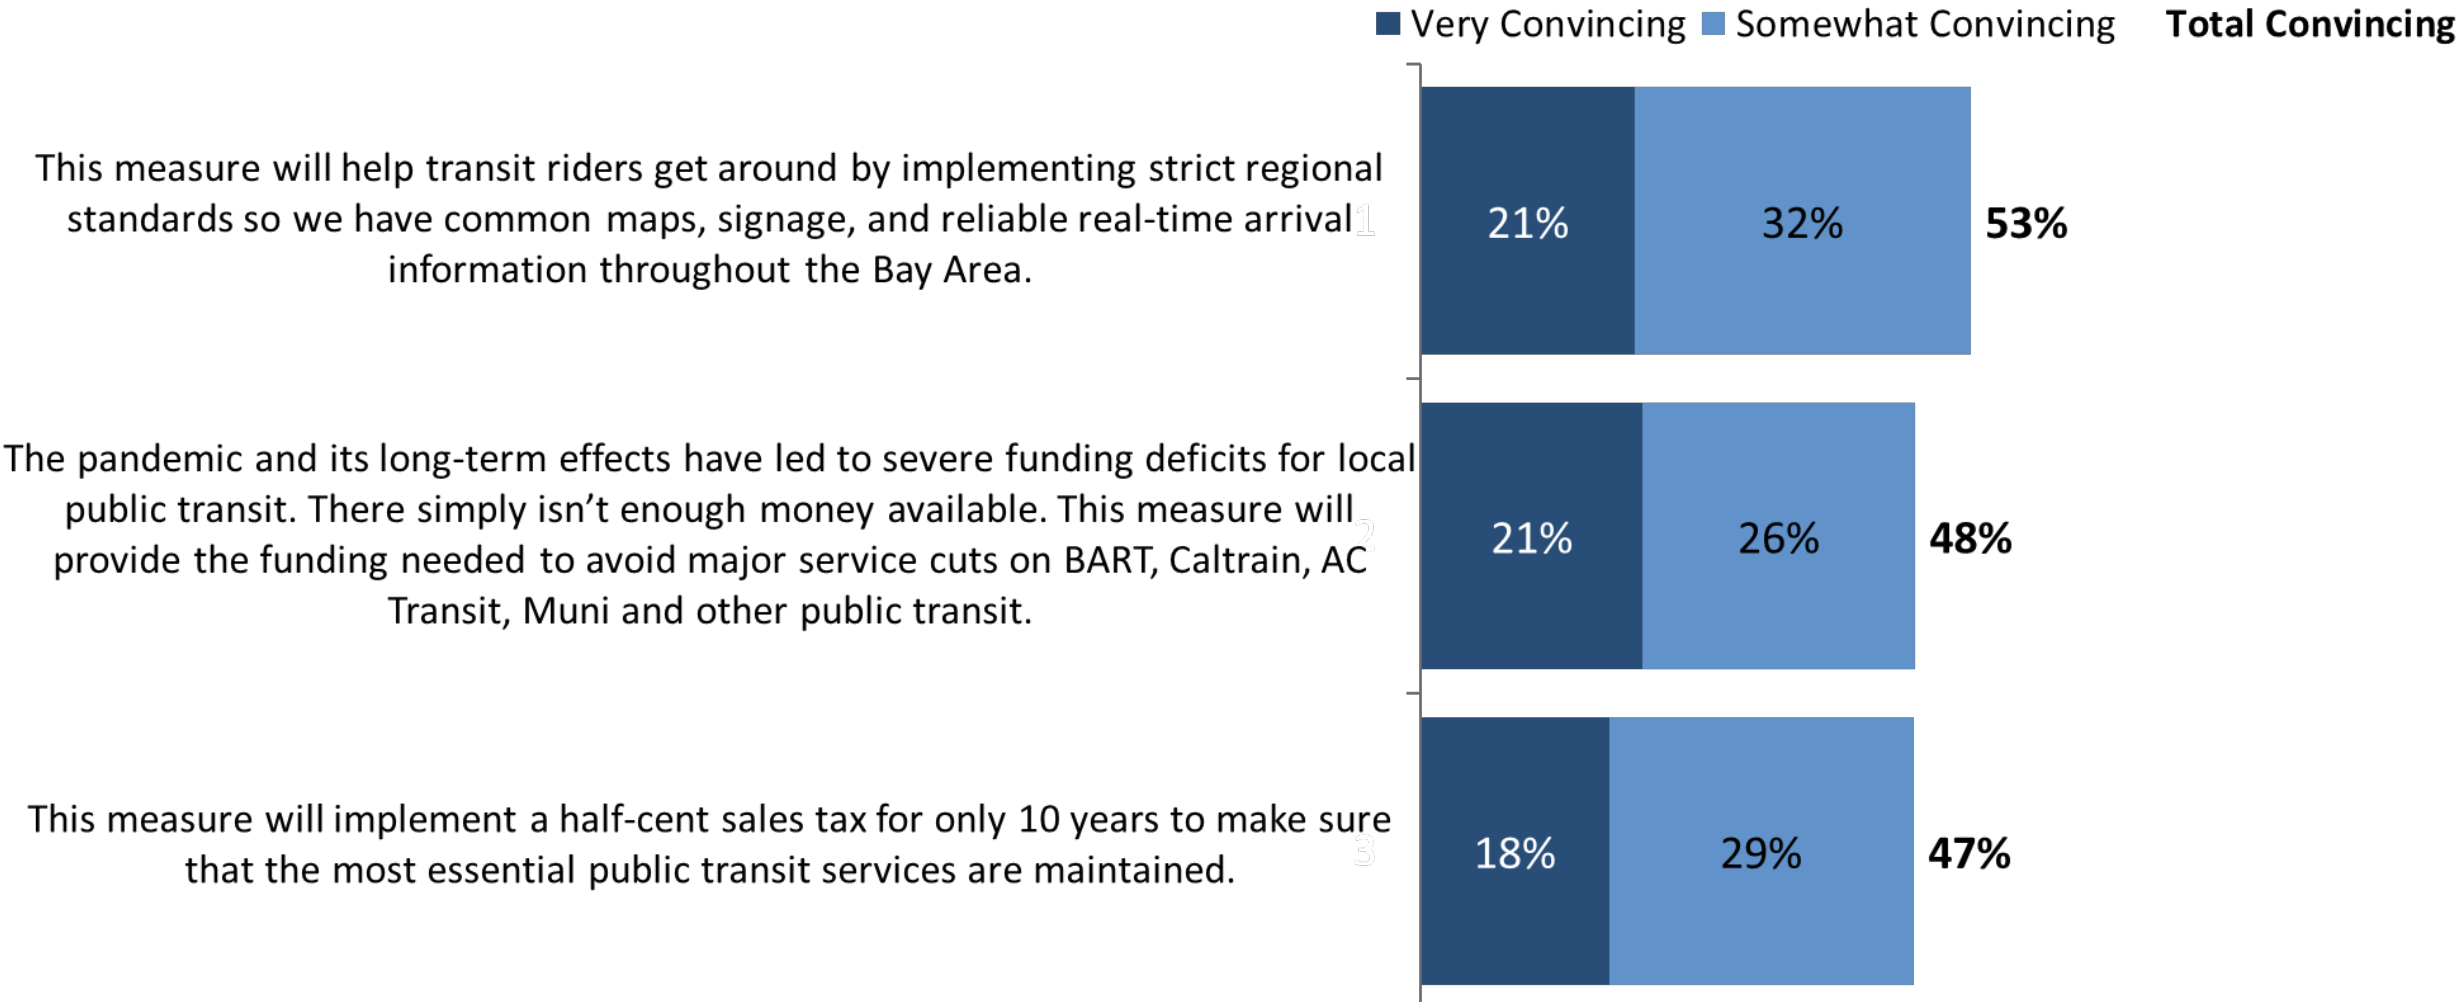 Very Convincing Somewhat Convincing Total Convincing
This measure will help transit riders get around by implementing strict regional
standards so we have common maps, signage, and reliable real-time arrival 1
information throughout the Bay Area.
21% 32% 53%
The pandemic and its long-term effects have led to severe funding deficits for local
public transit. There simply isn’t enough money available. This measure will 2
provide the funding needed to avoid major service cuts on BART, Caltrain, AC
Transit, Muni and other public transit.
21% 26% 48%
This measure will implement a half-cent sales tax for only 10 years to make sure
3
that the most essential public transit services are maintained.
18% 29% 47%